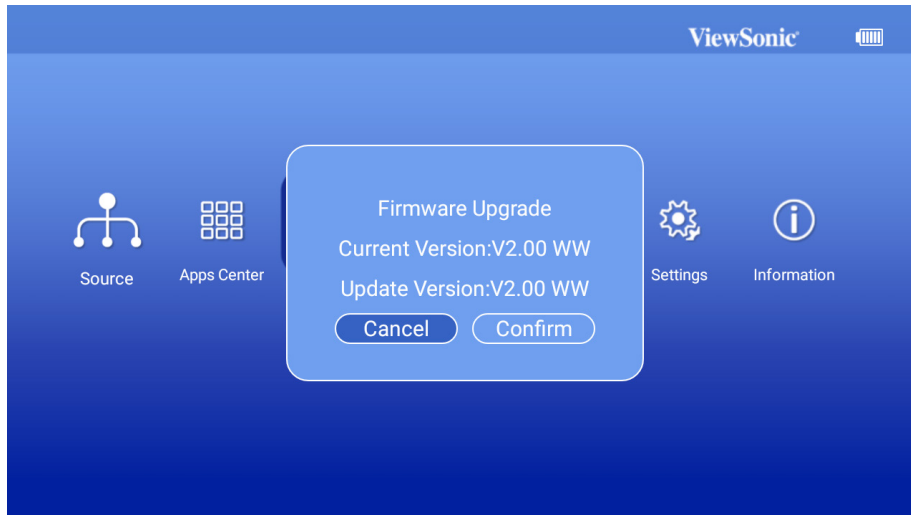 ViewSonic®
Firmware Upgrade
Current Version:V2.00 WW
Update Version:V2.00 WW
Cancel
Confirm
Source
Apps Center
Settings
Information